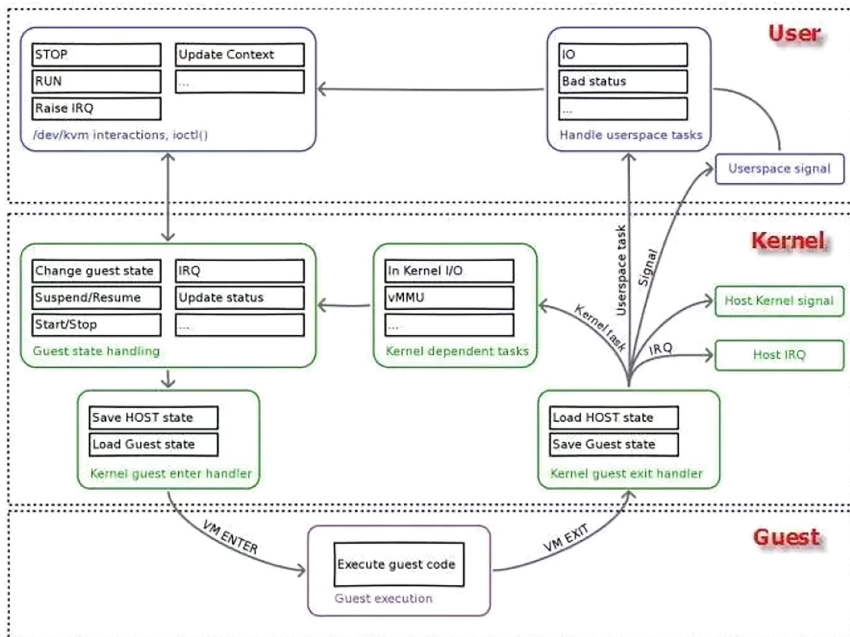 User
STOP
Update Context
RUN
...
Raise IRQ
/dev/kvm interactions, ioctl()
IO
Bad status
...
Handle userspace tasks
Userspace signal
Kernel
Change guest state
IRQ
Suspend/Resume
Update status
Start/Stop
...
Guest state handling
In Kernel I/O
vMMU
...
Kernel dependent tasks
Userspace task
Signal
Kernel task
IRQ
Host Kernel signal
Host IRQ
Save HOST state
Load Guest state
Kernel guest enter handler
Load HOST state
Save Guest state
Kernel guest exit handler
Guest
VM ENTER
VM EXIT
Execute guest code
Guest execution